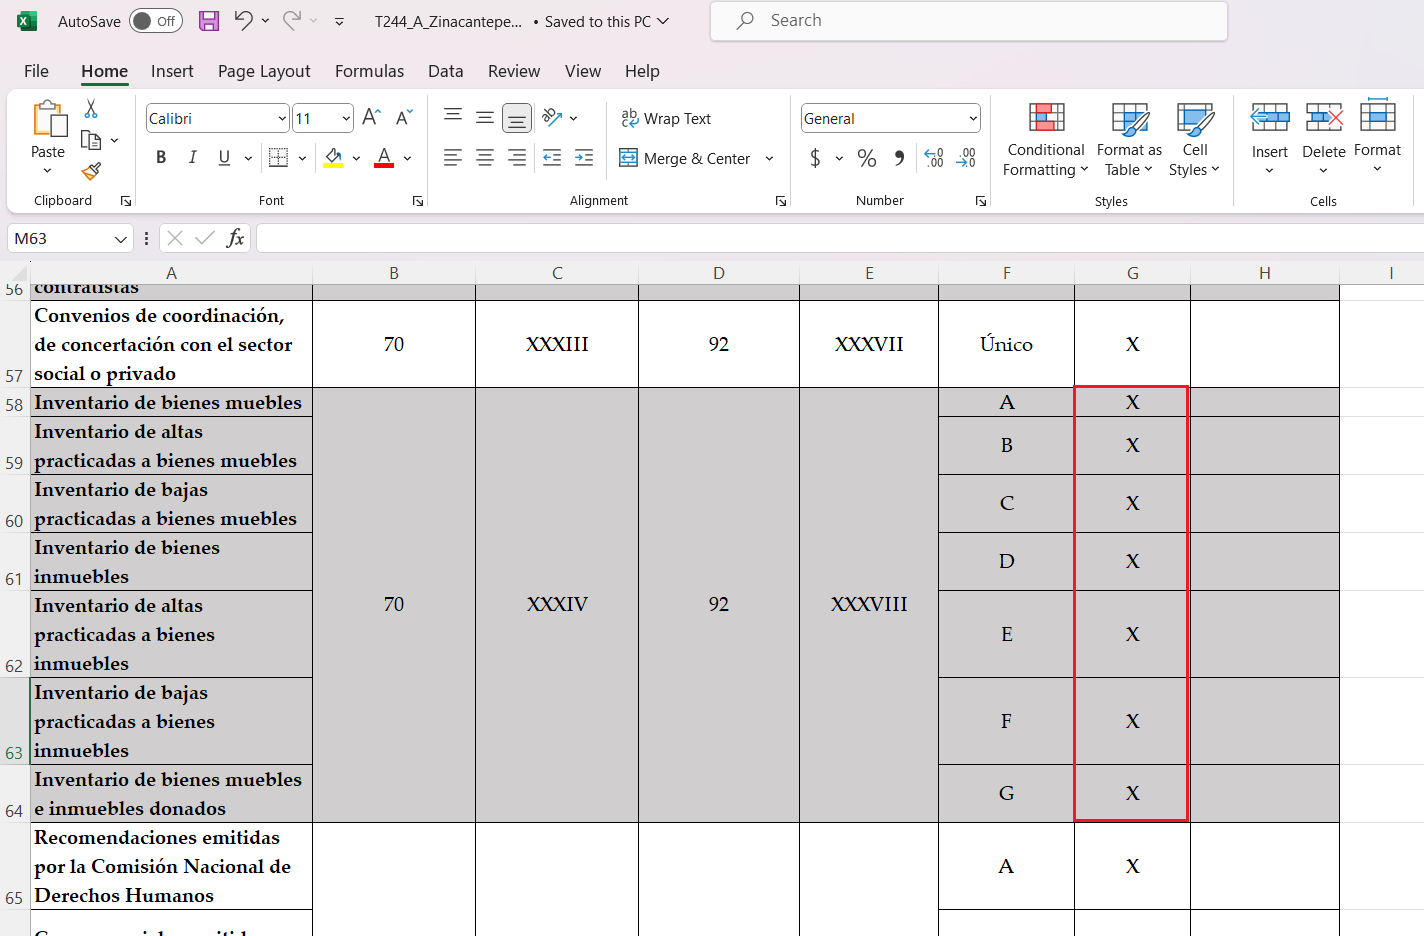 AutoSave Off T244_A_Zinacantepe... • Saved to this PC Search
File Home Insert Page Layout Formulas Data Review View Help
Paste
Clipboard
Calibri 11
B I U
Font
Wrap Text
Merge & Center
Alignment
General
$ % 9 .00 .00
Number
Conditional Formatting
Format as Table
Cell Styles
Styles
Insert Delete Format
Cells
M63 fx
A B C D E F G H I
56 contratistas
57 Convenios de coordinación,
de concertación con el sector
social o privado
70 XXXIII 92 XXXVII Único X
58 Inventario de bienes muebles A X
59 Inventario de altas
practicadas a bienes muebles
B X
60 Inventario de bajas
practicadas a bienes muebles
C X
61 Inventario de bienes
inmuebles
D X
62 Inventario de altas
practicadas a bienes
inmuebles
70 XXXIV 92 XXXVIII E X
63 Inventario de bajas
practicadas a bienes
inmuebles
F X
64 Inventario de bienes muebles
e inmuebles donados
G X
65 Recomendaciones emitidas
por la Comisión Nacional de
Derechos Humanos
A X